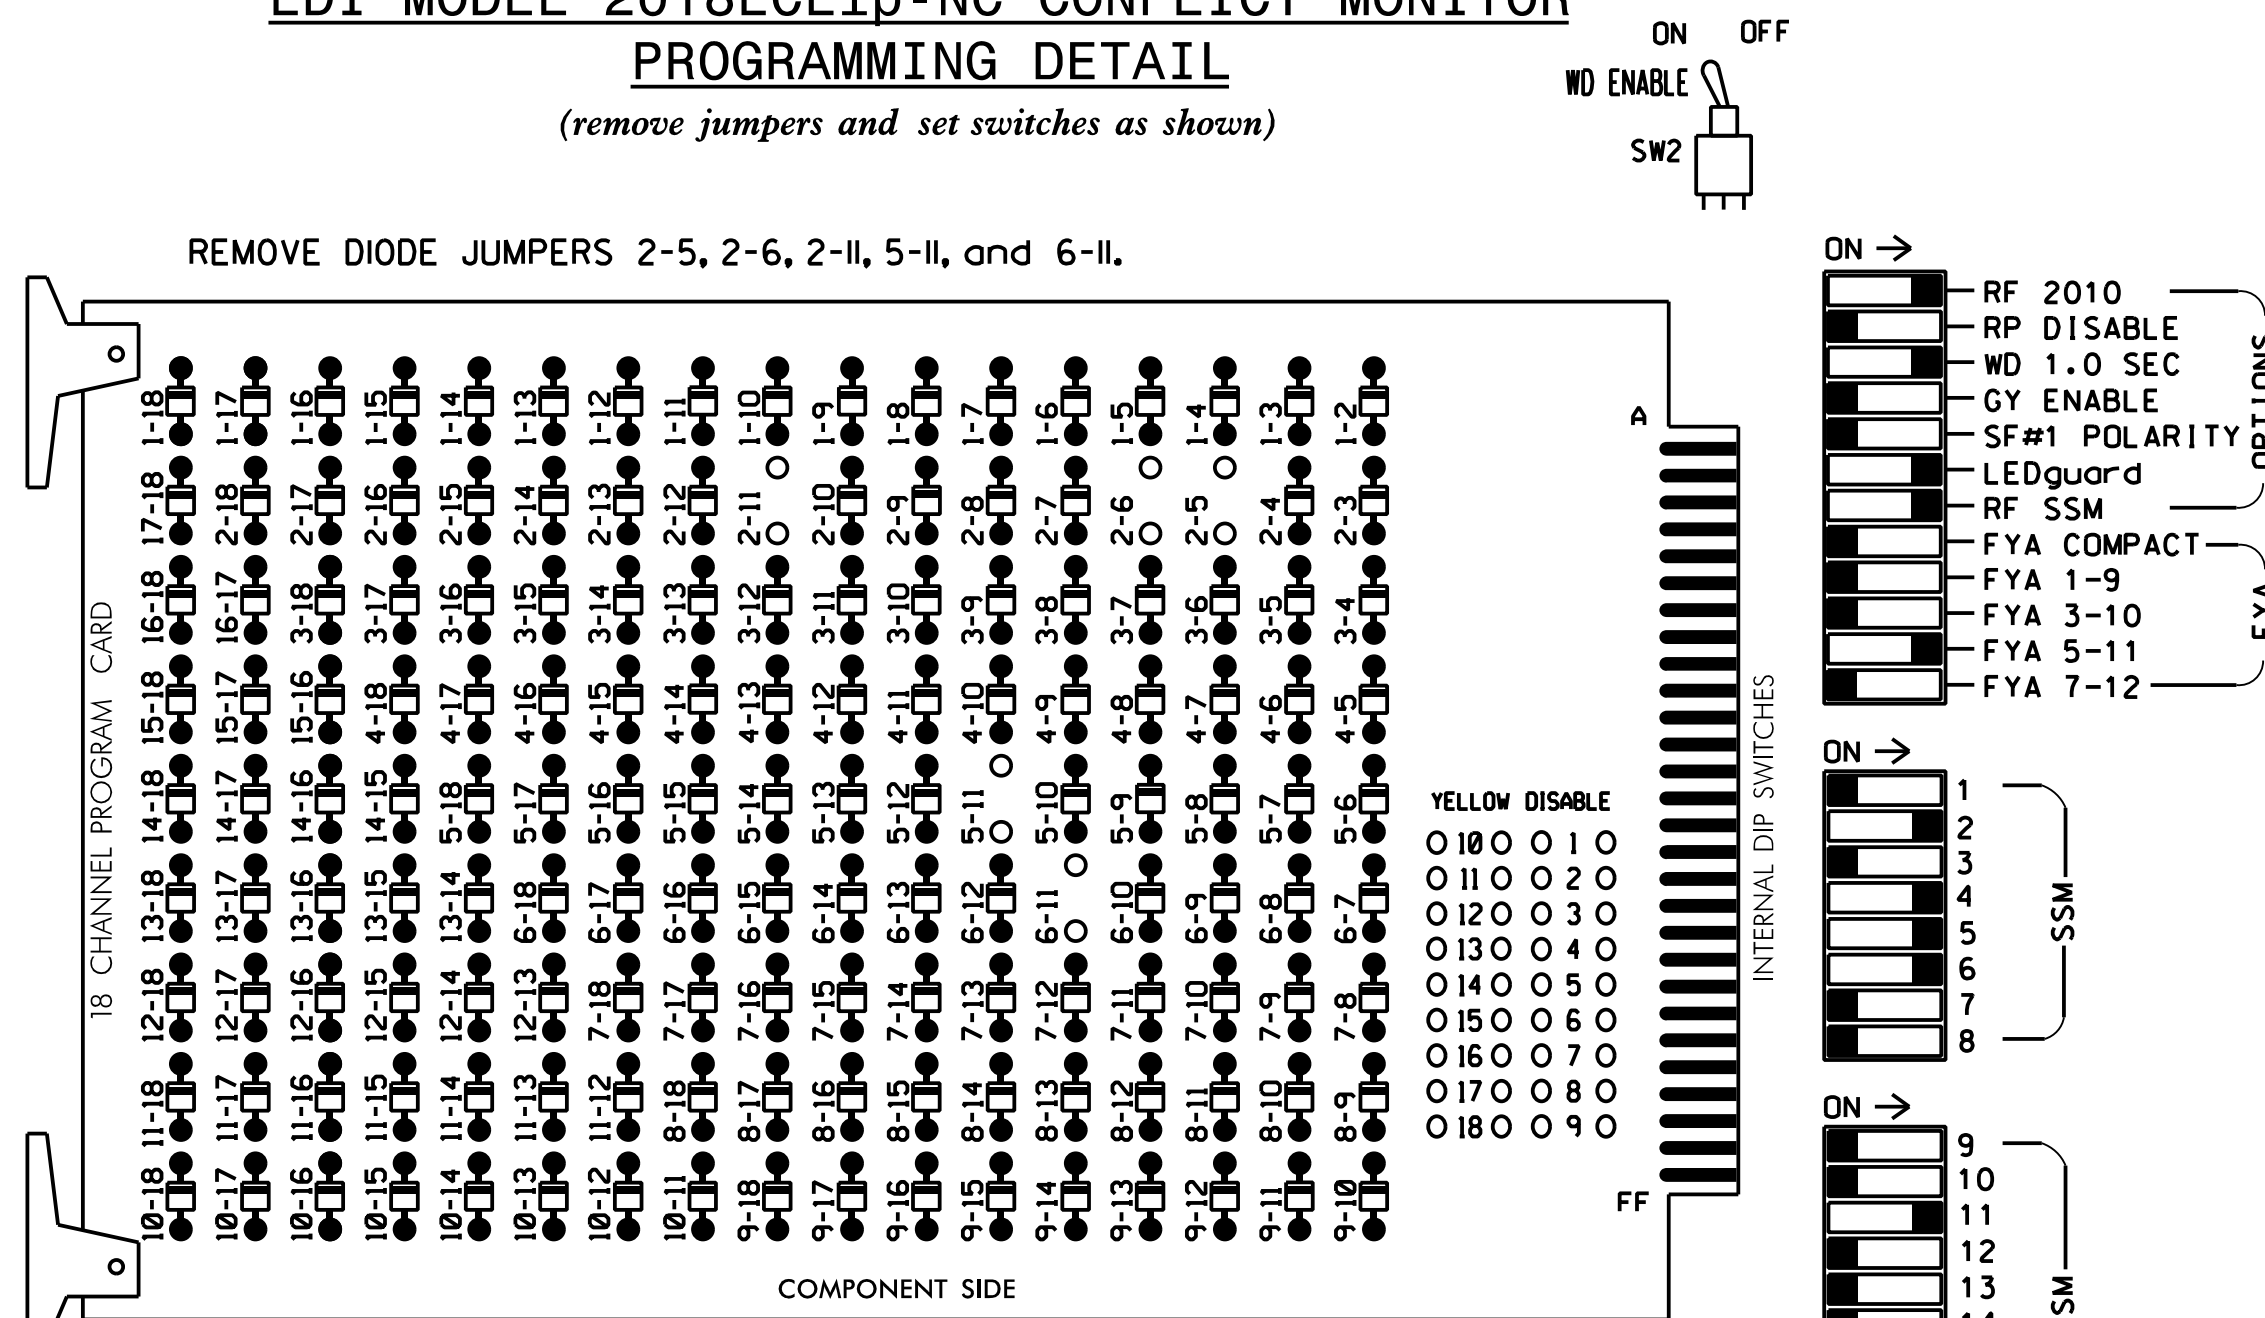 PROGRAMMING DETAIL
(remove jumpers and set switches as shown)
ON OFF
WD ENABLE
SW2
REMOVE DIODE JUMPERS 2-5, 2-6, 2-11, 5-11, and 6-11.
18 CHANNEL PROGRAM CARD
1-18 1-17 1-16 1-15 1-14 1-13 1-12 1-11 1-10 1-9 1-8 1-7 1-6 1-5 1-4 1-3 1-2
17-18 2-18 2-17 2-16 2-15 2-14 2-13 2-12 2-11 2-10 2-9 2-8 2-7 2-6 2-5 2-4 2-3
16-18 16-17 3-18 3-17 3-16 3-15 3-14 3-13 3-12 3-11 3-10 3-9 3-8 3-7 3-6 3-5 3-4
15-18 15-17 15-16 4-18 4-17 4-16 4-15 4-14 4-13 4-12 4-11 4-10 4-9 4-8 4-7 4-6 4-5
14-18 14-17 14-16 14-15 5-18 5-17 5-16 5-15 5-14 5-13 5-12 5-11 5-10 5-9 5-8 5-7 5-6
13-18 13-17 13-16 13-15 13-14 6-18 6-17 6-16 6-15 6-14 6-13 6-12 6-11 6-10 6-9 6-8 6-7
12-18 12-17 12-16 12-15 12-14 12-13 7-18 7-17 7-16 7-15 7-14 7-13 7-12 7-11 7-10 7-9 7-8
11-18 11-17 11-16 11-15 11-14 11-13 11-12 8-18 8-17 8-16 8-15 8-14 8-13 8-12 8-11 8-10 8-9
10-18 10-17 10-16 10-15 10-14 10-13 10-12 10-11 9-18 9-17 9-16 9-15 9-14 9-13 9-12 9-11 9-10
COMPONENT SIDE
YELLOW DISABLE
10 1
11 2
12 3
13 4
14 5
15 6
16 7
17 8
18 9
A
FF
INTERNAL DIP SWITCHES
ON
RF 2010
RP DISABLE
WD 1.0 SEC
GY ENABLE
SF#1 POLARITY
LEDguard
RF SSM
FYA COMPACT
FYA 1-9
FYA 3-10
FYA 5-11
FYA 7-12
ON
1
2
3
4
5
6
7
8
SSM
ON
9
10
11
12
13